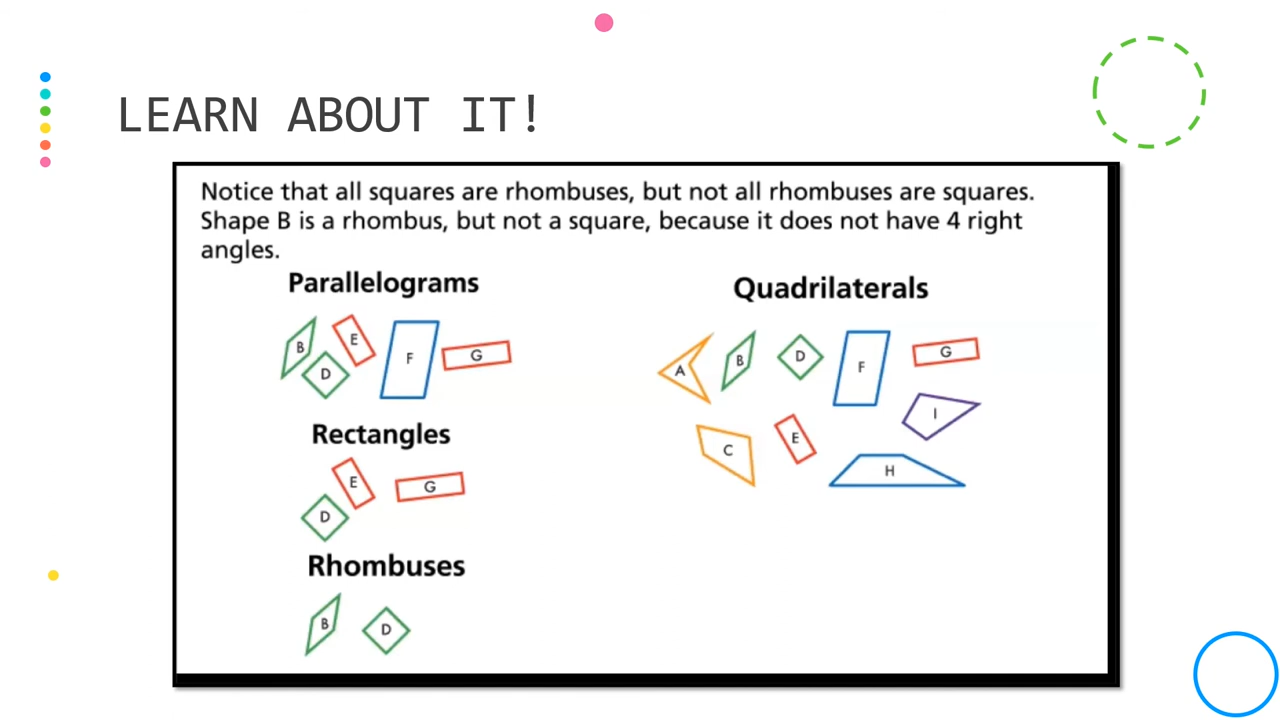 LEARN ABOUT IT!
Notice that all squares are rhombuses, but not all rhombuses are squares.
Shape B is a rhombus, but not a square, because it does not have 4 right
angles.
Parallelograms
B
E
D
F
G
Rectangles
E
D
G
Rhombuses
B
D
Quadrilaterals
A
B
D
F
G
I
C
E
H